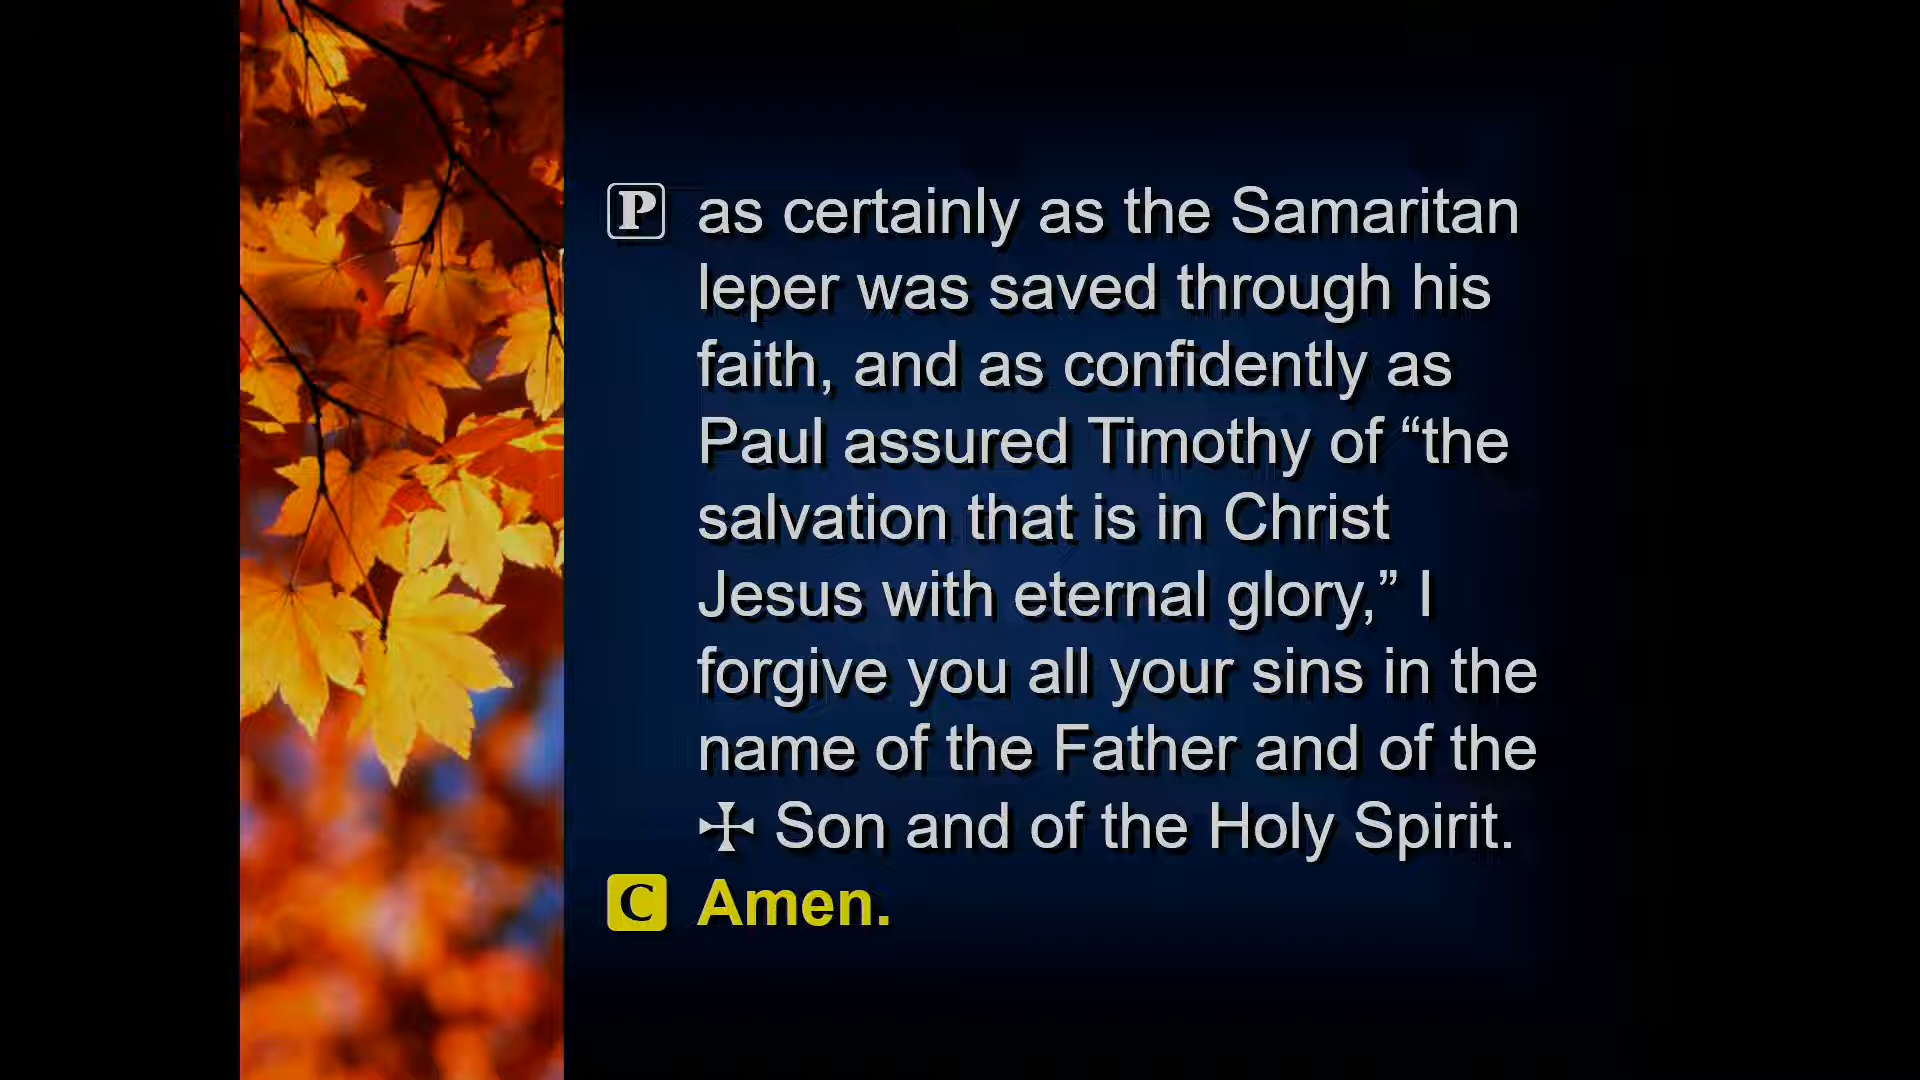 P as certainly as the Samaritan
leper was saved through his
faith, and as confidently as
Paul assured Timothy of “the
salvation that is in Christ
Jesus with eternal glory,” I
forgive you all your sins in the
name of the Father and of the
☩ Son and of the Holy Spirit.
C Amen.